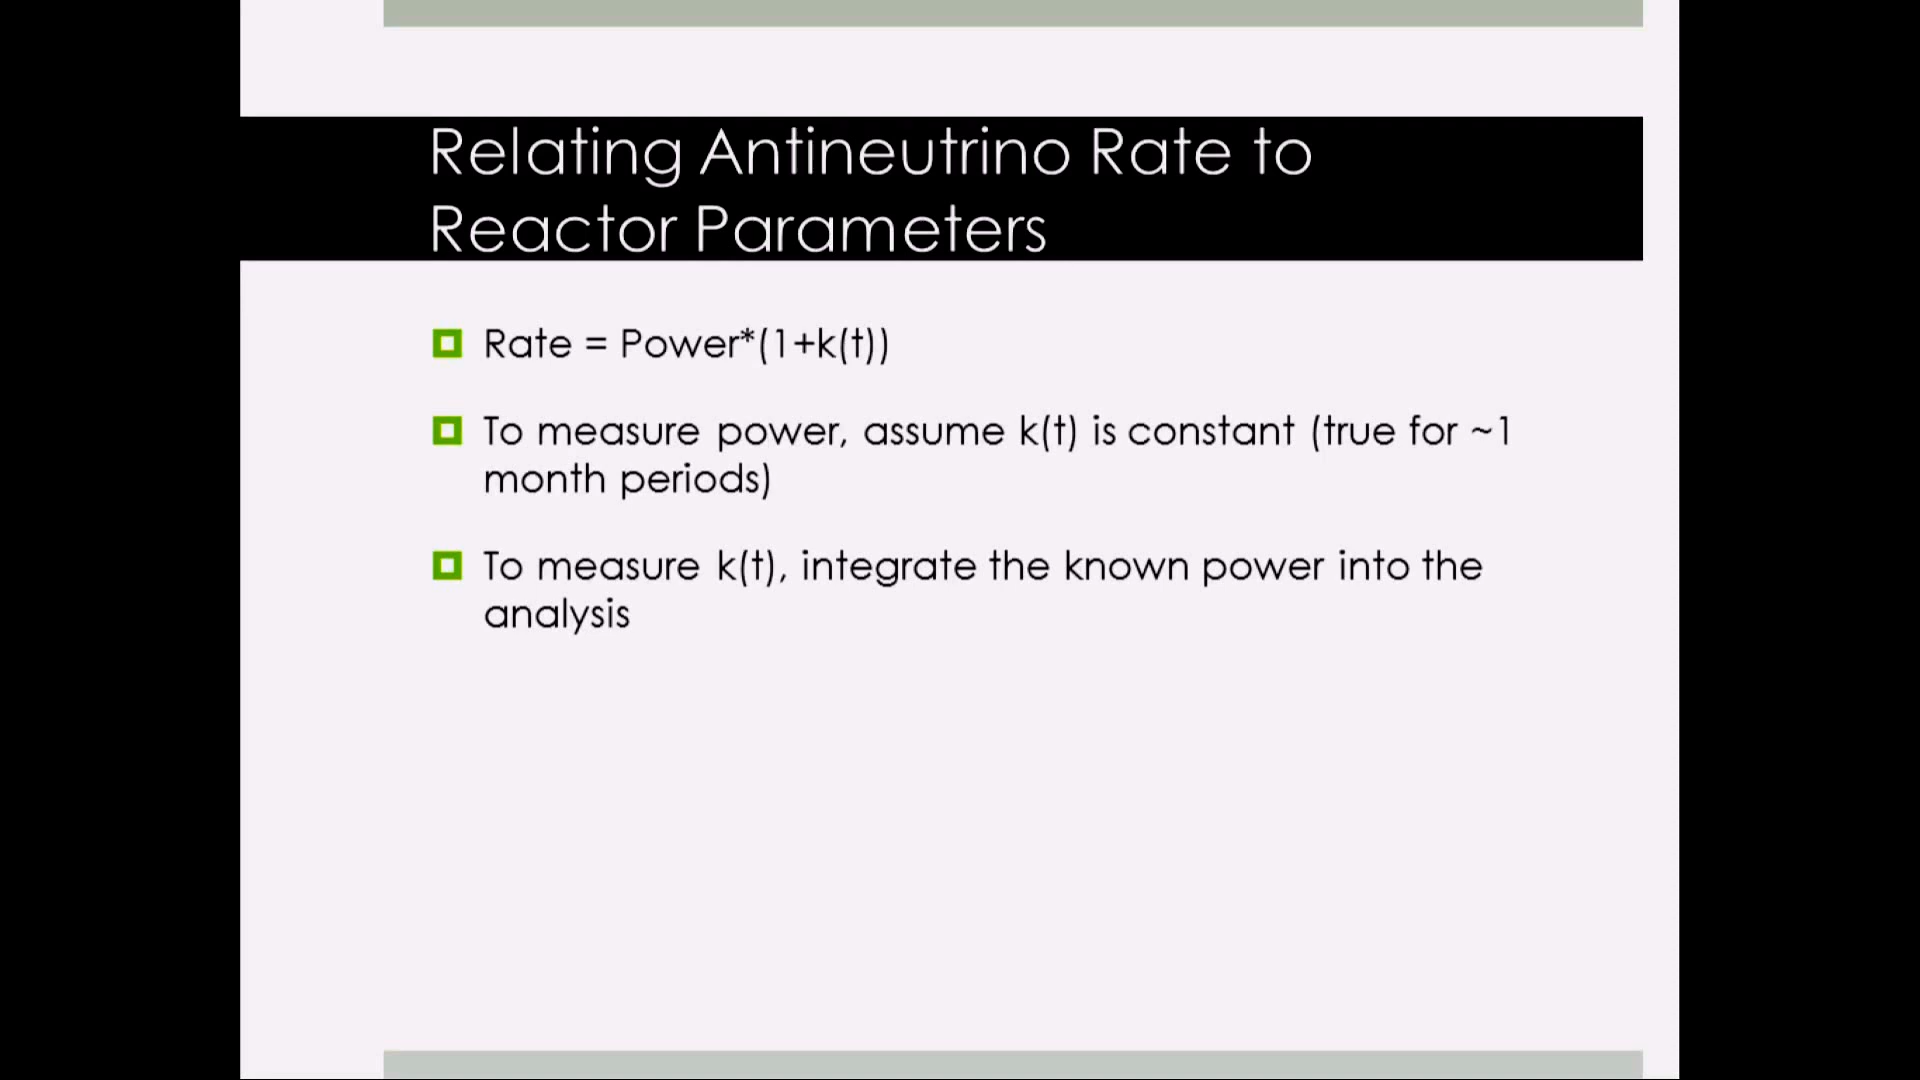 Relating Antineutrino Rate to
Reactor Parameters
Rate = Power*(1+k(t))
To measure power, assume k(t) is constant (true for ~1
month periods)
To measure k(t), integrate the known power into the
analysis